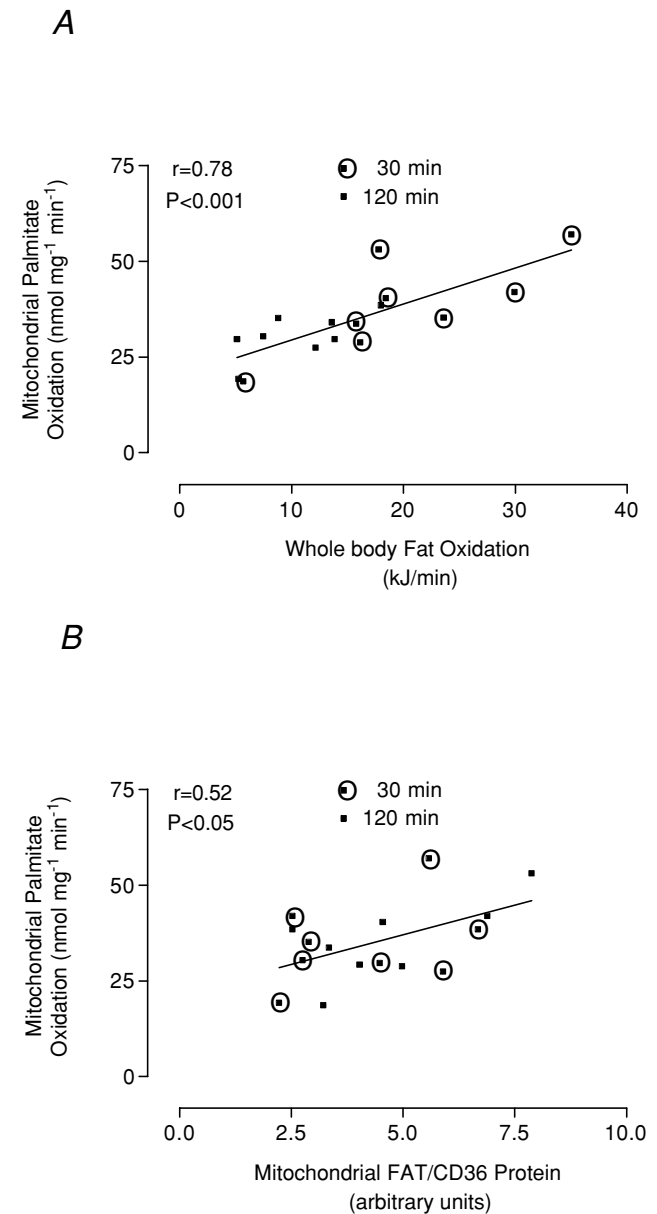 A
75
50
25
0
r=0.78
P<0.001
30 min
120 min
Mitochondrial Palmitate
Oxidation (nmol mg⁻¹ min⁻¹)
0 10 20 30 40
Whole body Fat Oxidation
(kJ/min)
B
75
50
25
0
r=0.52
P<0.05
30 min
120 min
Mitochondrial Palmitate
Oxidation (nmol mg⁻¹ min⁻¹)
0.0 2.5 5.0 7.5 10.0
Mitochondrial FAT/CD36 Protein
(arbitrary units)